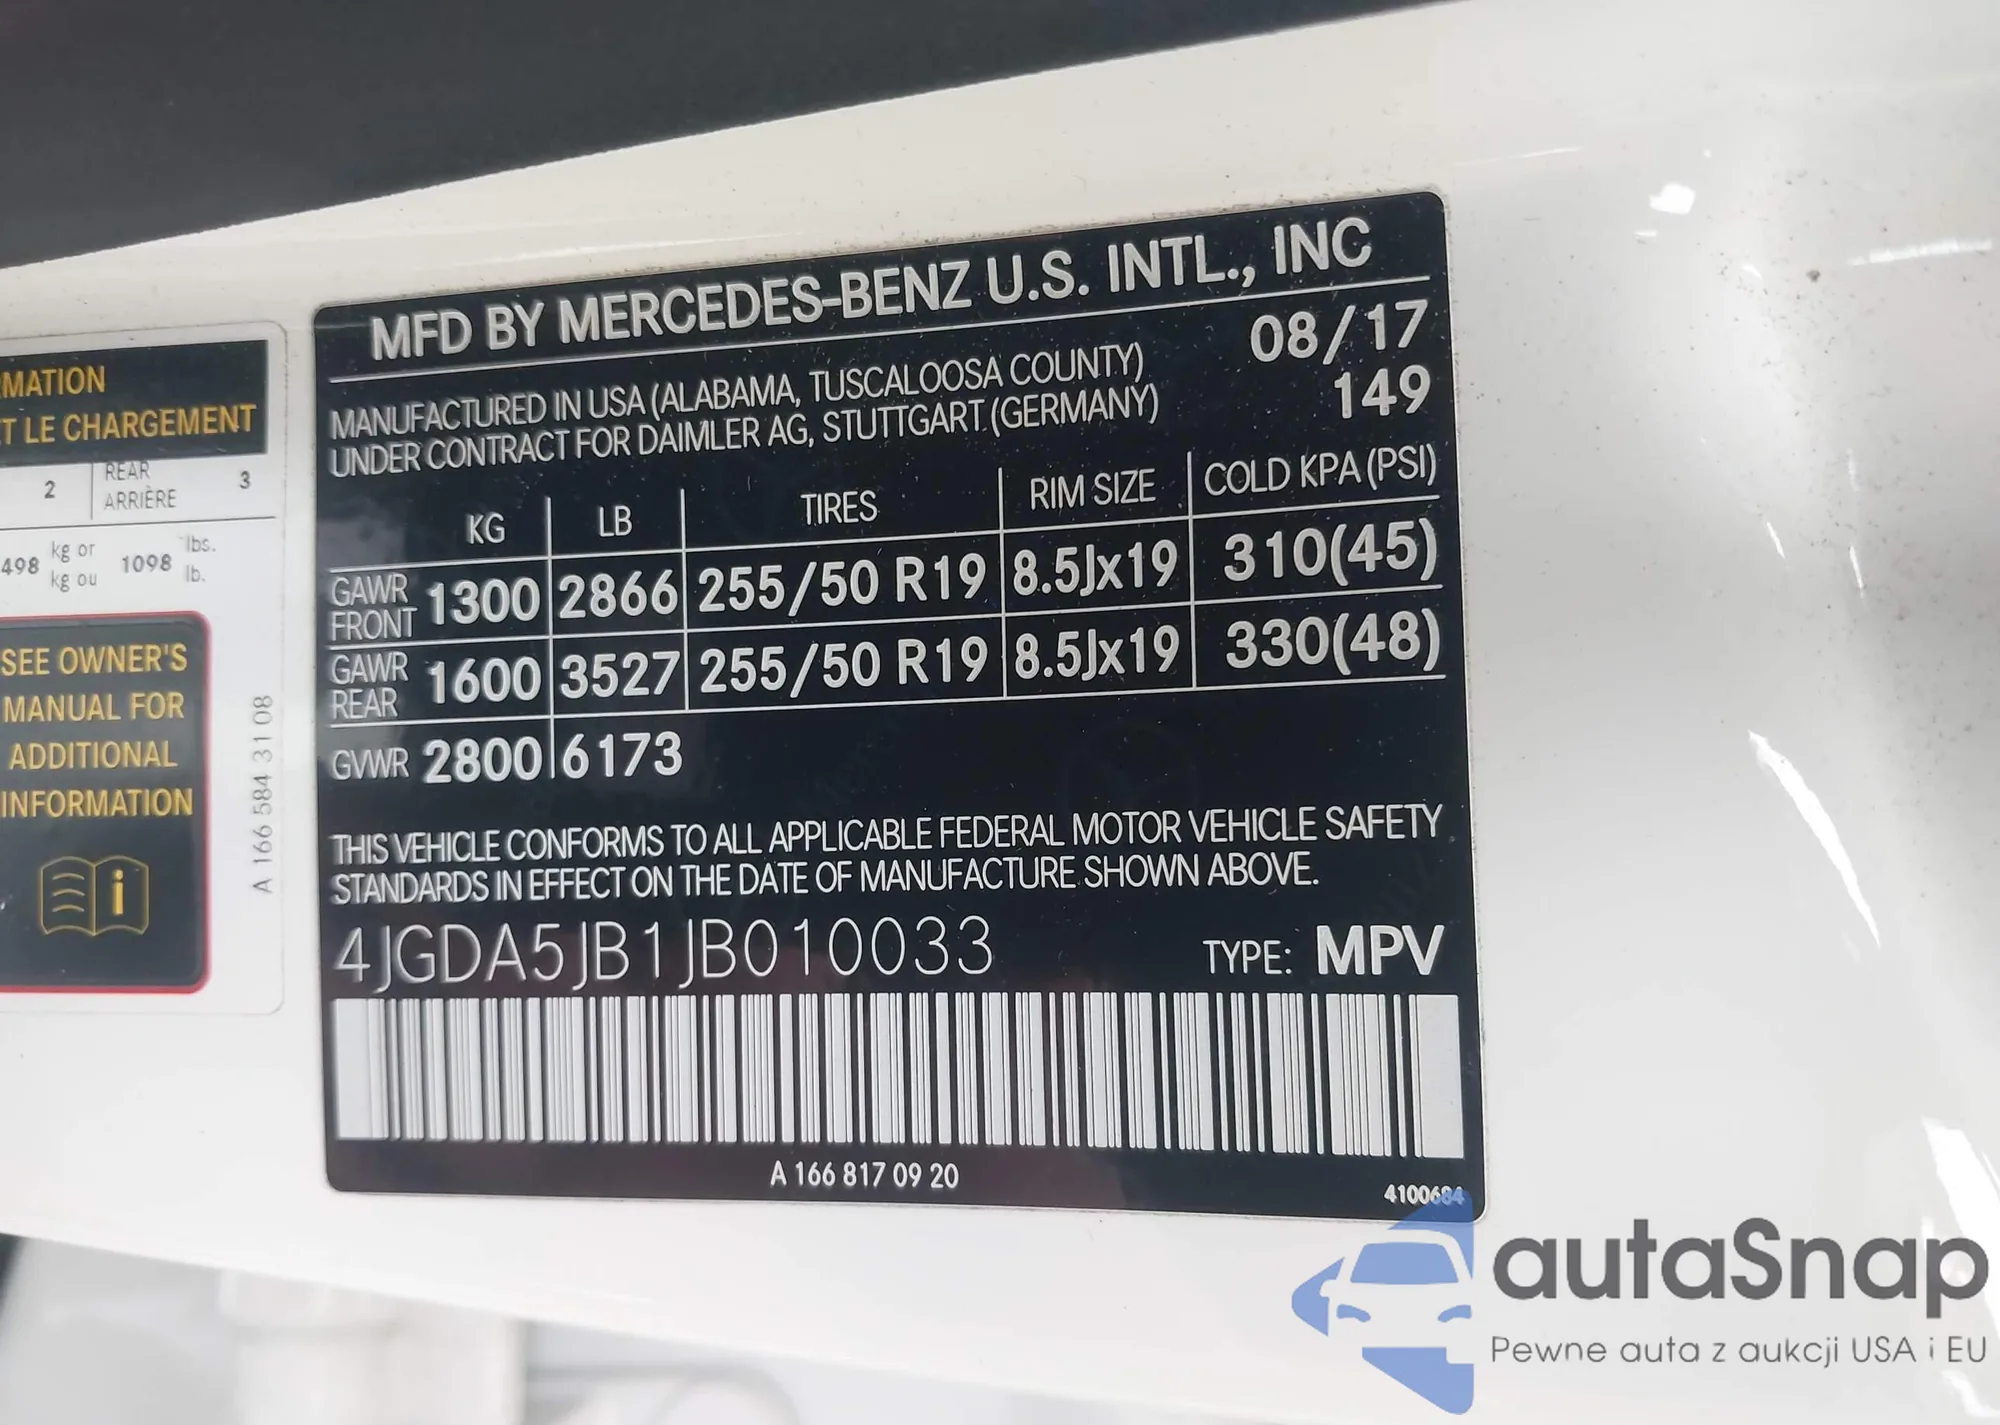 MATION
ET LE CHARGEMENT
2 REAR ARRIÈRE 3
498 kg or kg ou 1098 lbs. lb.
SEE OWNER'S
MANUAL FOR
ADDITIONAL
INFORMATION
A 166 584 31 08
MFD BY MERCEDES-BENZ U.S. INTL., INC
08/17
MANUFACTURED IN USA (ALABAMA, TUSCALOOSA COUNTY)
UNDER CONTRACT FOR DAIMLER AG, STUTTGART (GERMANY)
149
KG LB TIRES RIM SIZE COLD KPA (PSI)
GAWR FRONT 1300 2866 255/50 R19 8.5Jx19 310(45)
GAWR REAR 1600 3527 255/50 R19 8.5Jx19 330(48)
GVWR 2800 6173
THIS VEHICLE CONFORMS TO ALL APPLICABLE FEDERAL MOTOR VEHICLE SAFETY
STANDARDS IN EFFECT ON THE DATE OF MANUFACTURE SHOWN ABOVE.
4JGDA5JB1JB010033 TYPE: MPV
A 166 817 09 20
4100684
autaSnap
Pewne auta z aukcji USA i EU